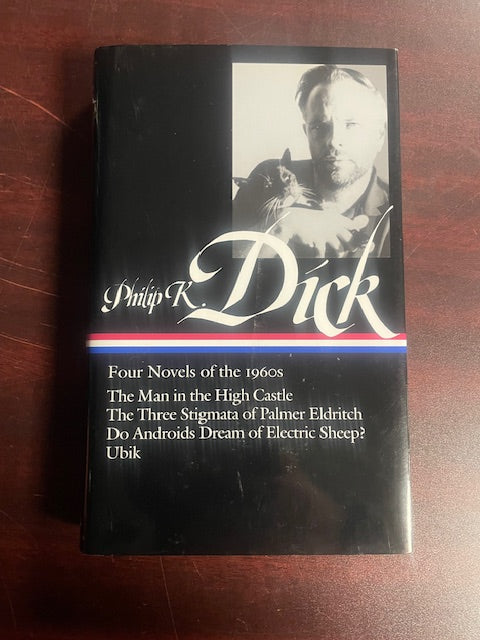 Philip K. Dick
Four Novels of the 1960s
The Man in the High Castle
The Three Stigmata of Palmer Eldritch
Do Androids Dream of Electric Sheep?
Ubik